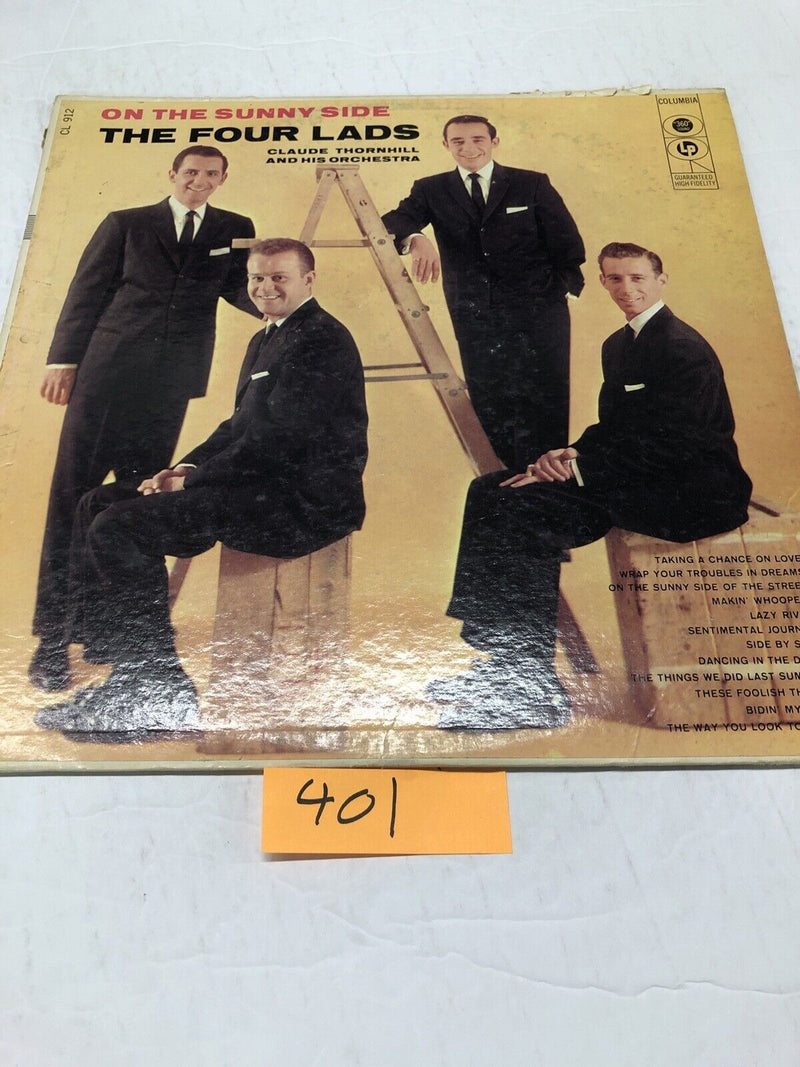 CL 912
ON THE SUNNY SIDE
THE FOUR LADS
CLAUDE THORNHILL
AND HIS ORCHESTRA
COLUMBIA
"360"
LP
GUARANTEED
HIGH FIDELITY
TAKING A CHANCE ON LOVE
WRAP YOUR TROUBLES IN DREAMS
ON THE SUNNY SIDE OF THE STREE
MAKIN' WHOOPE
LAZY RIV
SENTIMENTAL JOURN
SIDE BY S
DANCING IN THE D
THE THINGS WE DID LAST SUM
THESE FOOLISH TH
BIDIN' MY
THE WAY YOU LOOK TO
401